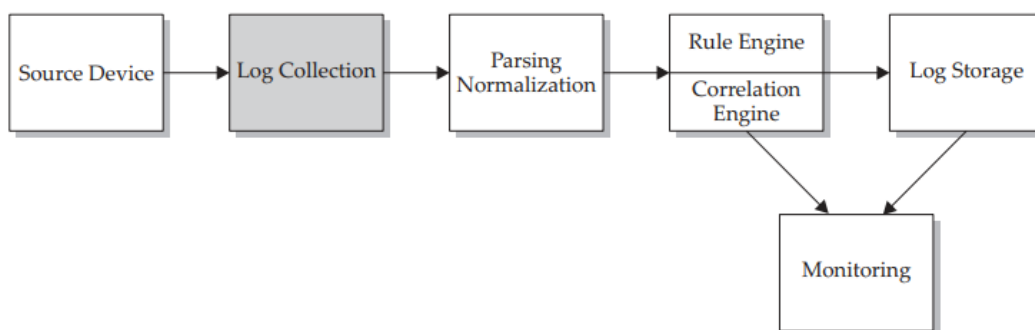 Source Device
Log Collection
Parsing
Normalization
Rule Engine
Correlation
Engine
Log Storage
Monitoring